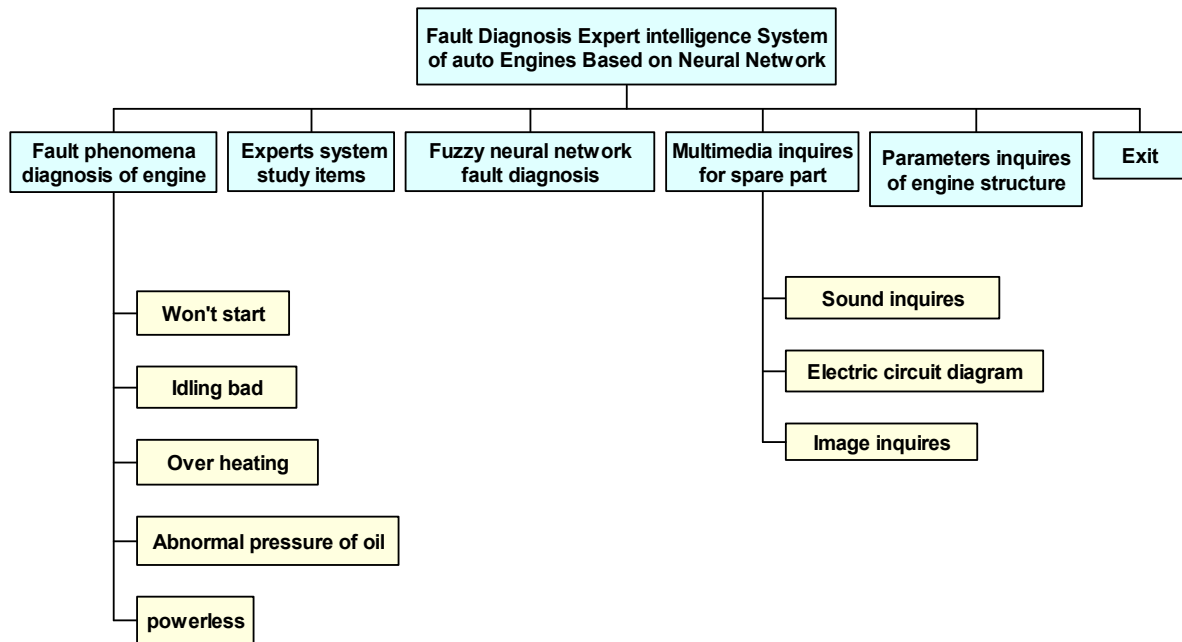 Fault Diagnosis Expert intelligence System
of auto Engines Based on Neural Network
Fault phenomena
diagnosis of engine
Experts system
study items
Fuzzy neural network
fault diagnosis
Multimedia inquires
for spare part
Parameters inquires
of engine structure
Exit
Won't start
Idling bad
Over heating
Abnormal pressure of oil
powerless
Sound inquires
Electric circuit diagram
Image inquires